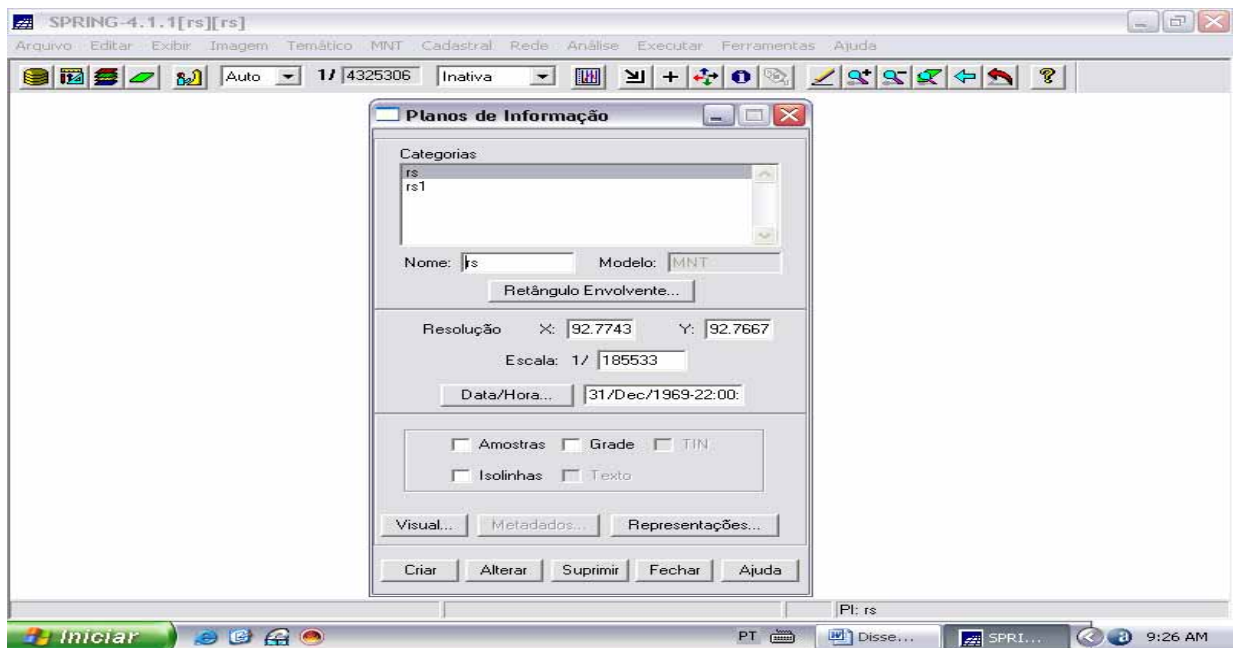 SPRING-4.1.1[rs][rs]
Arquivo Editar Exibir Imagem Temático MNT Cadastral Rede Análise Executar Ferramentas Ajuda
Auto 1/ 4325306 Inativa
Planos de Informação
Categorias
rs
rs1
Nome: rs Modelo: MNT
Retângulo Envolvente...
Resolução X: 92.7743 Y: 92.7667
Escala: 1/ 185533
Data/Hora... 31/Dec/1969-22:00:
Amostras Grade TIN
Isolinhas Texto
Visual... Metadados... Representações...
Criar Alterar Suprimir Fechar Ajuda
PI: rs
Iniciar PT Disse... SPRI... 9:26 AM